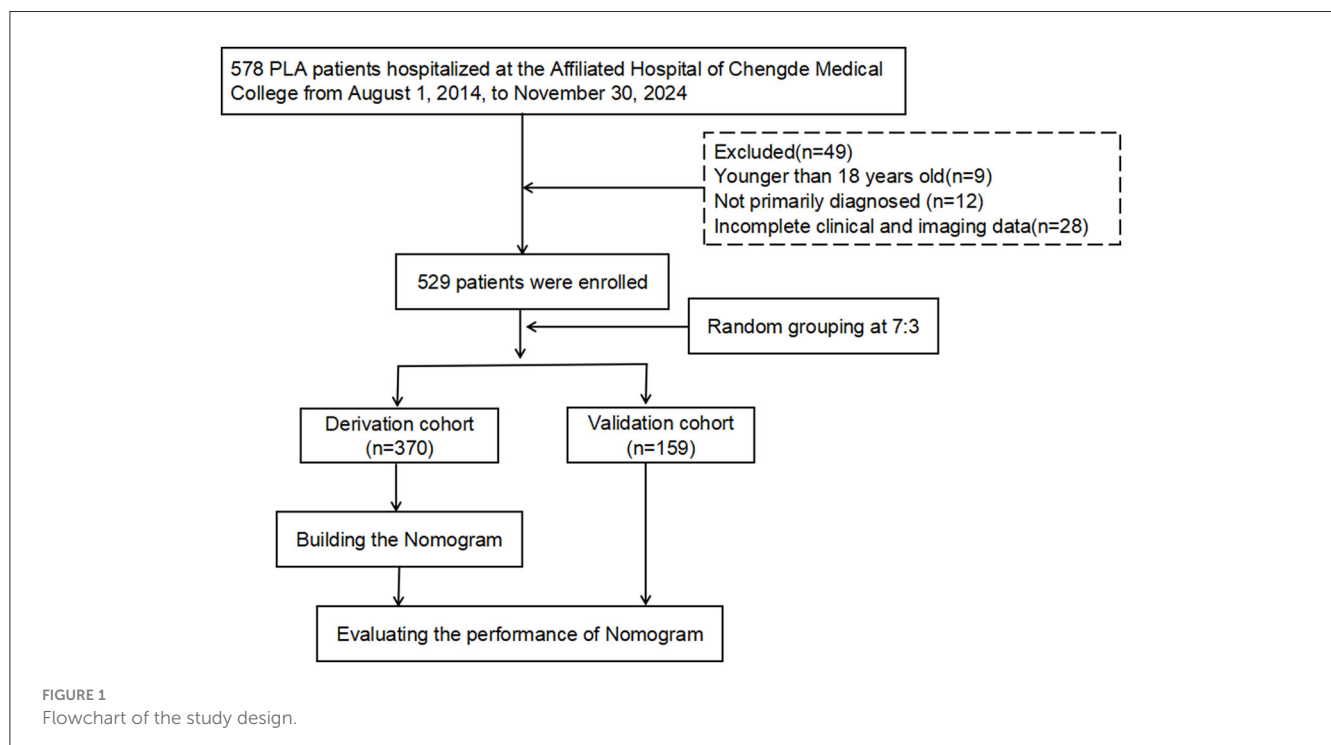 578 PLA patients hospitalized at the Affiliated Hospital of Chengde Medical
College from August 1, 2014, to November 30, 2024
Excluded(n=49)
Younger than 18 years old(n=9)
Not primarily diagnosed (n=12)
Incomplete clinical and imaging data(n=28)
529 patients were enrolled
Random grouping at 7:3
Derivation cohort
(n=370)
Validation cohort
(n=159)
Building the Nomogram
Evaluating the performance of Nomogram
FIGURE 1
Flowchart of the study design.